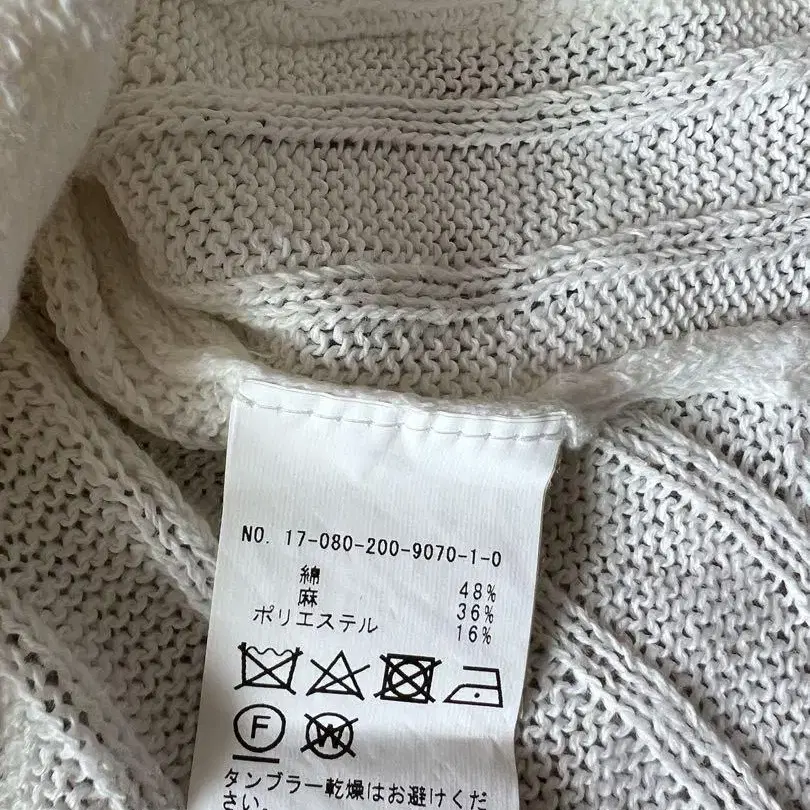 NO. 17-080-200-9070-1-0
綿 48%
麻 36%
ポリエステル 16%
F W
タンブラー乾燥はお避けくだ
さい。